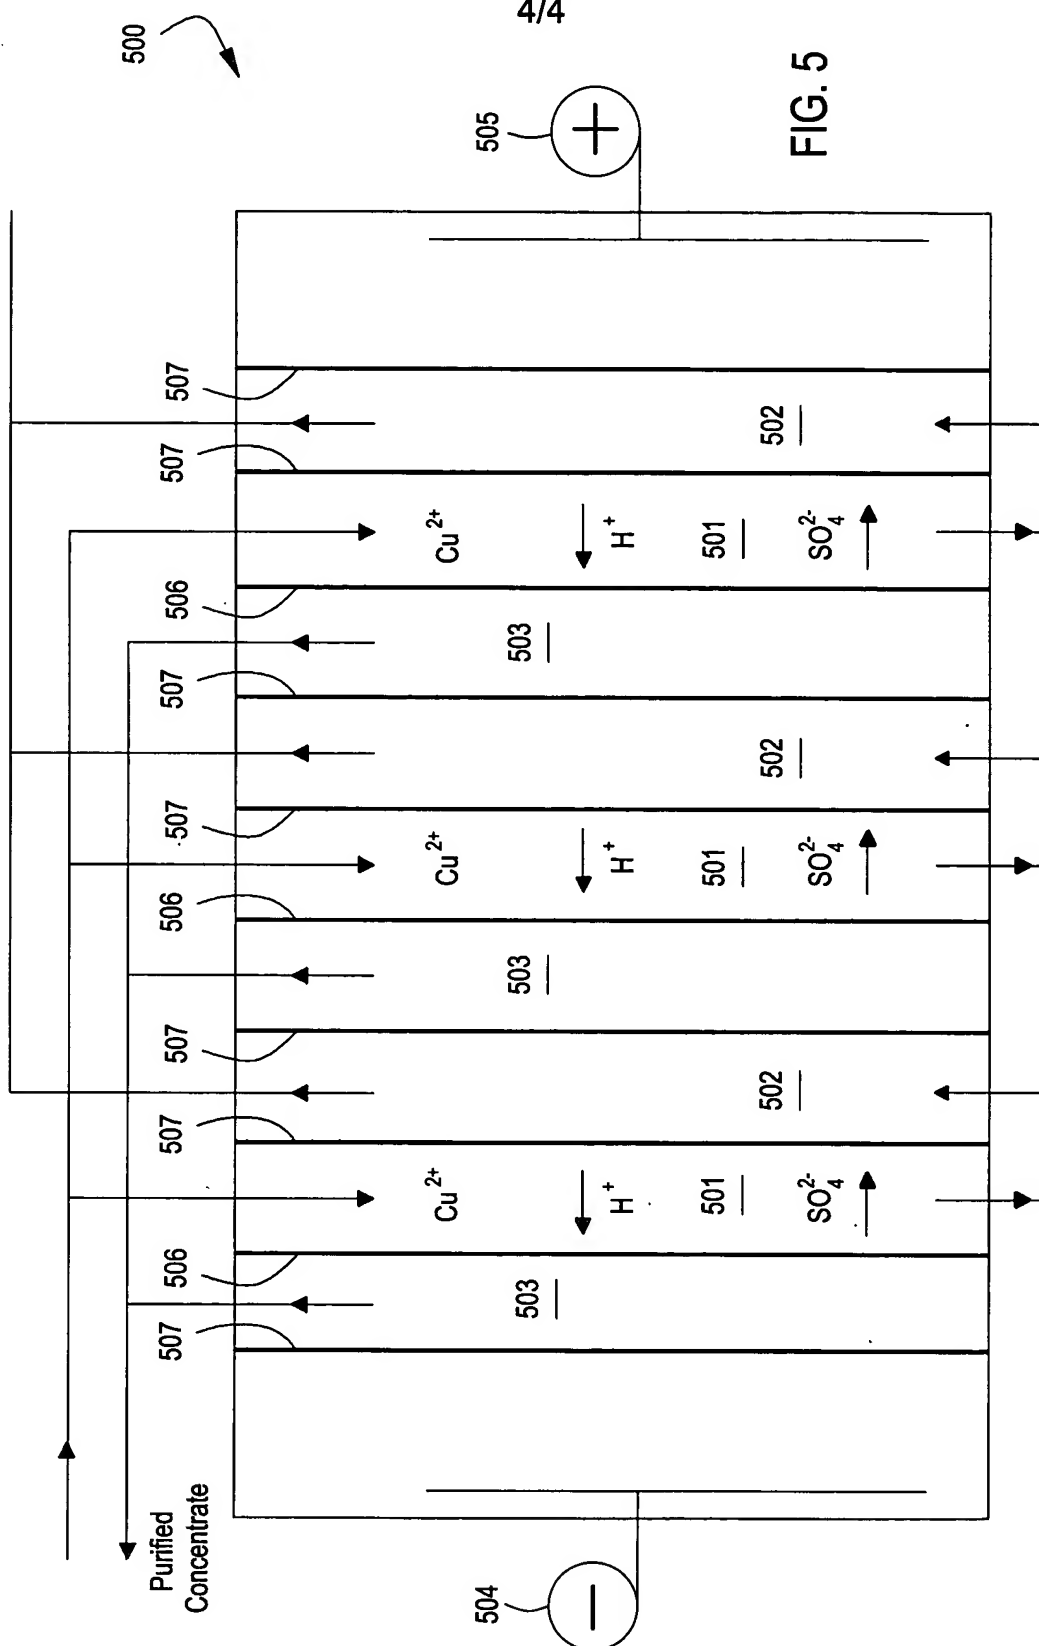 4/4
500
Purified
Concentrate
507 506 507 507 506 507 507 506 507 507
Cu²⁺ Cu²⁺ Cu²⁺
504 505
503 503 503
− +
H⁺ H⁺ H⁺
501 501 501
502 502 502
SO₄²⁻ SO₄²⁻ SO₄²⁻
FIG. 5